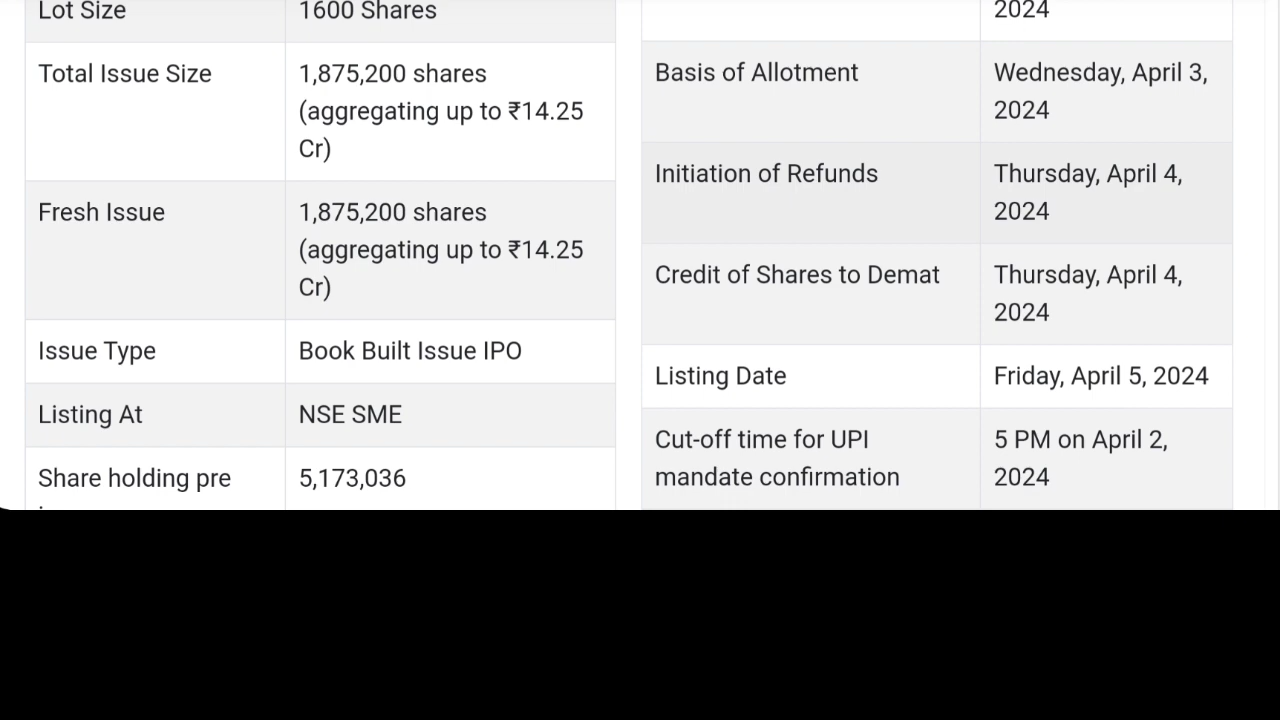 Lot Size 1600 Shares
Total Issue Size 1,875,200 shares
(aggregating up to ₹14.25
Cr)
Fresh Issue 1,875,200 shares
(aggregating up to ₹14.25
Cr)
Issue Type Book Built Issue IPO
Listing At NSE SME
Share holding pre 5,173,036
2024
Basis of Allotment Wednesday, April 3,
2024
Initiation of Refunds Thursday, April 4,
2024
Credit of Shares to Demat Thursday, April 4,
2024
Listing Date Friday, April 5, 2024
Cut-off time for UPI 5 PM on April 2,
mandate confirmation 2024